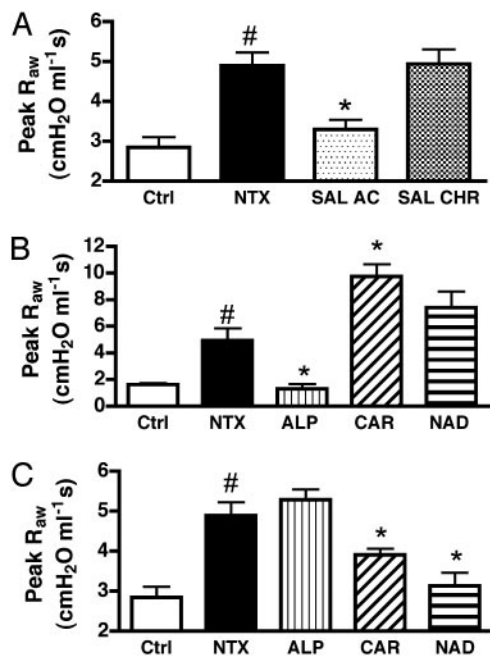 A
Peak Raw
(cmH2O ml-1 s)
6
5
4
3
2
#
*
Ctrl NTX SAL AC SAL CHR
B
Peak Raw
(cmH2O ml-1 s)
12
10
8
6
4
2
0
#
*
*
Ctrl NTX ALP CAR NAD
C
Peak Raw
(cmH2O ml-1 s)
6
5
4
3
2
#
*
*
Ctrl NTX ALP CAR NAD